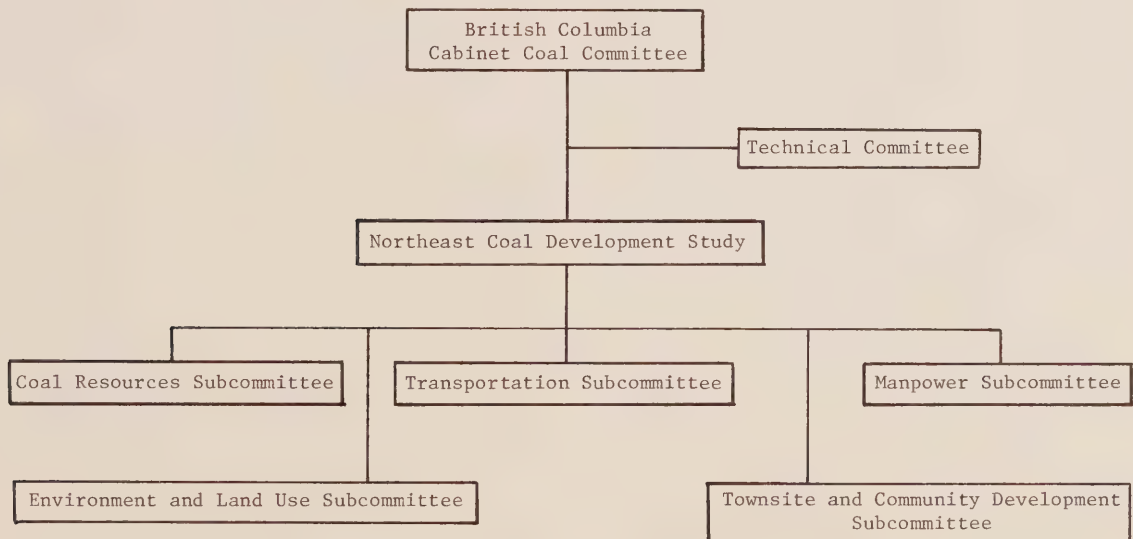 British Columbia
Cabinet Coal Committee
Technical Committee
Northeast Coal Development Study
Coal Resources Subcommittee
Transportation Subcommittee
Manpower Subcommittee
Environment and Land Use Subcommittee
Townsite and Community Development
Subcommittee